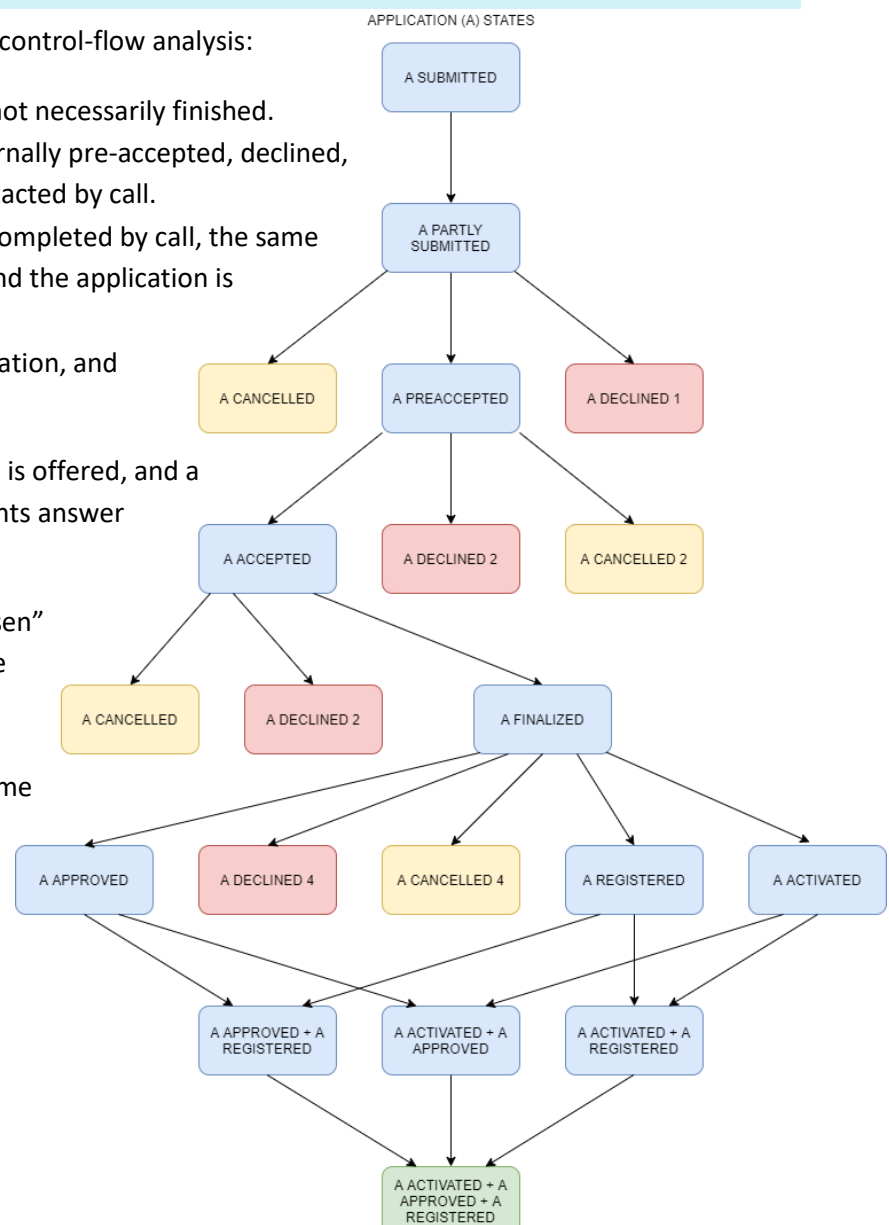 APPLICATION (A) STATES
control-flow analysis:
A SUBMITTED
not necessarily finished.
rnally pre-accepted, declined,
tacted by call.
ompleted by call, the same
nd the application is
A PARTLY
SUBMITTED
ation, and
A CANCELLED
A PREACCEPTED
A DECLINED 1
is offered, and a
nts answer
A ACCEPTED
A DECLINED 2
A CANCELLED 2
sen”
e
A CANCELLED
A DECLINED 2
A FINALIZED
me
A APPROVED
A DECLINED 4
A CANCELLED 4
A REGISTERED
A ACTIVATED
A APPROVED + A
REGISTERED
A ACTIVATED + A
APPROVED
A ACTIVATED + A
REGISTERED
A ACTIVATED + A
APPROVED + A
REGISTERED